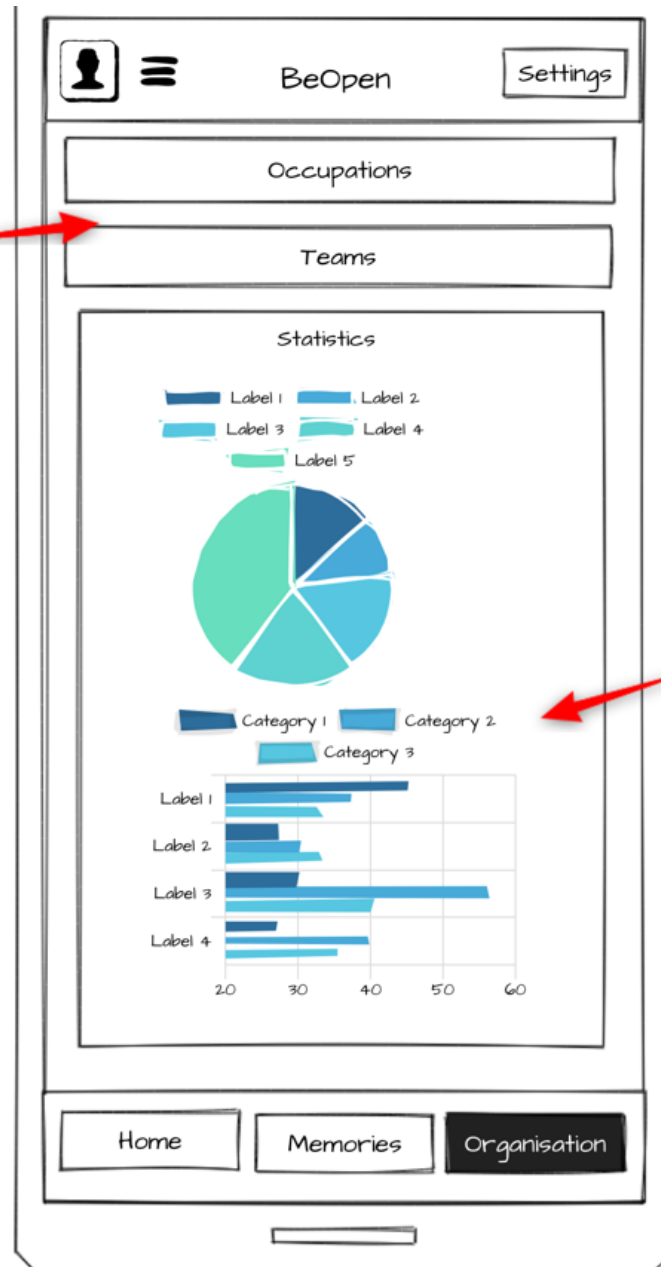 BeOpen
Settings
Occupations
Teams
Statistics
Label 1 Label 2
Label 3 Label 4
Label 5
Category 1 Category 2
Category 3
Label 1
Label 2
Label 3
Label 4
20 30 40 50 60
Home Memories Organisation